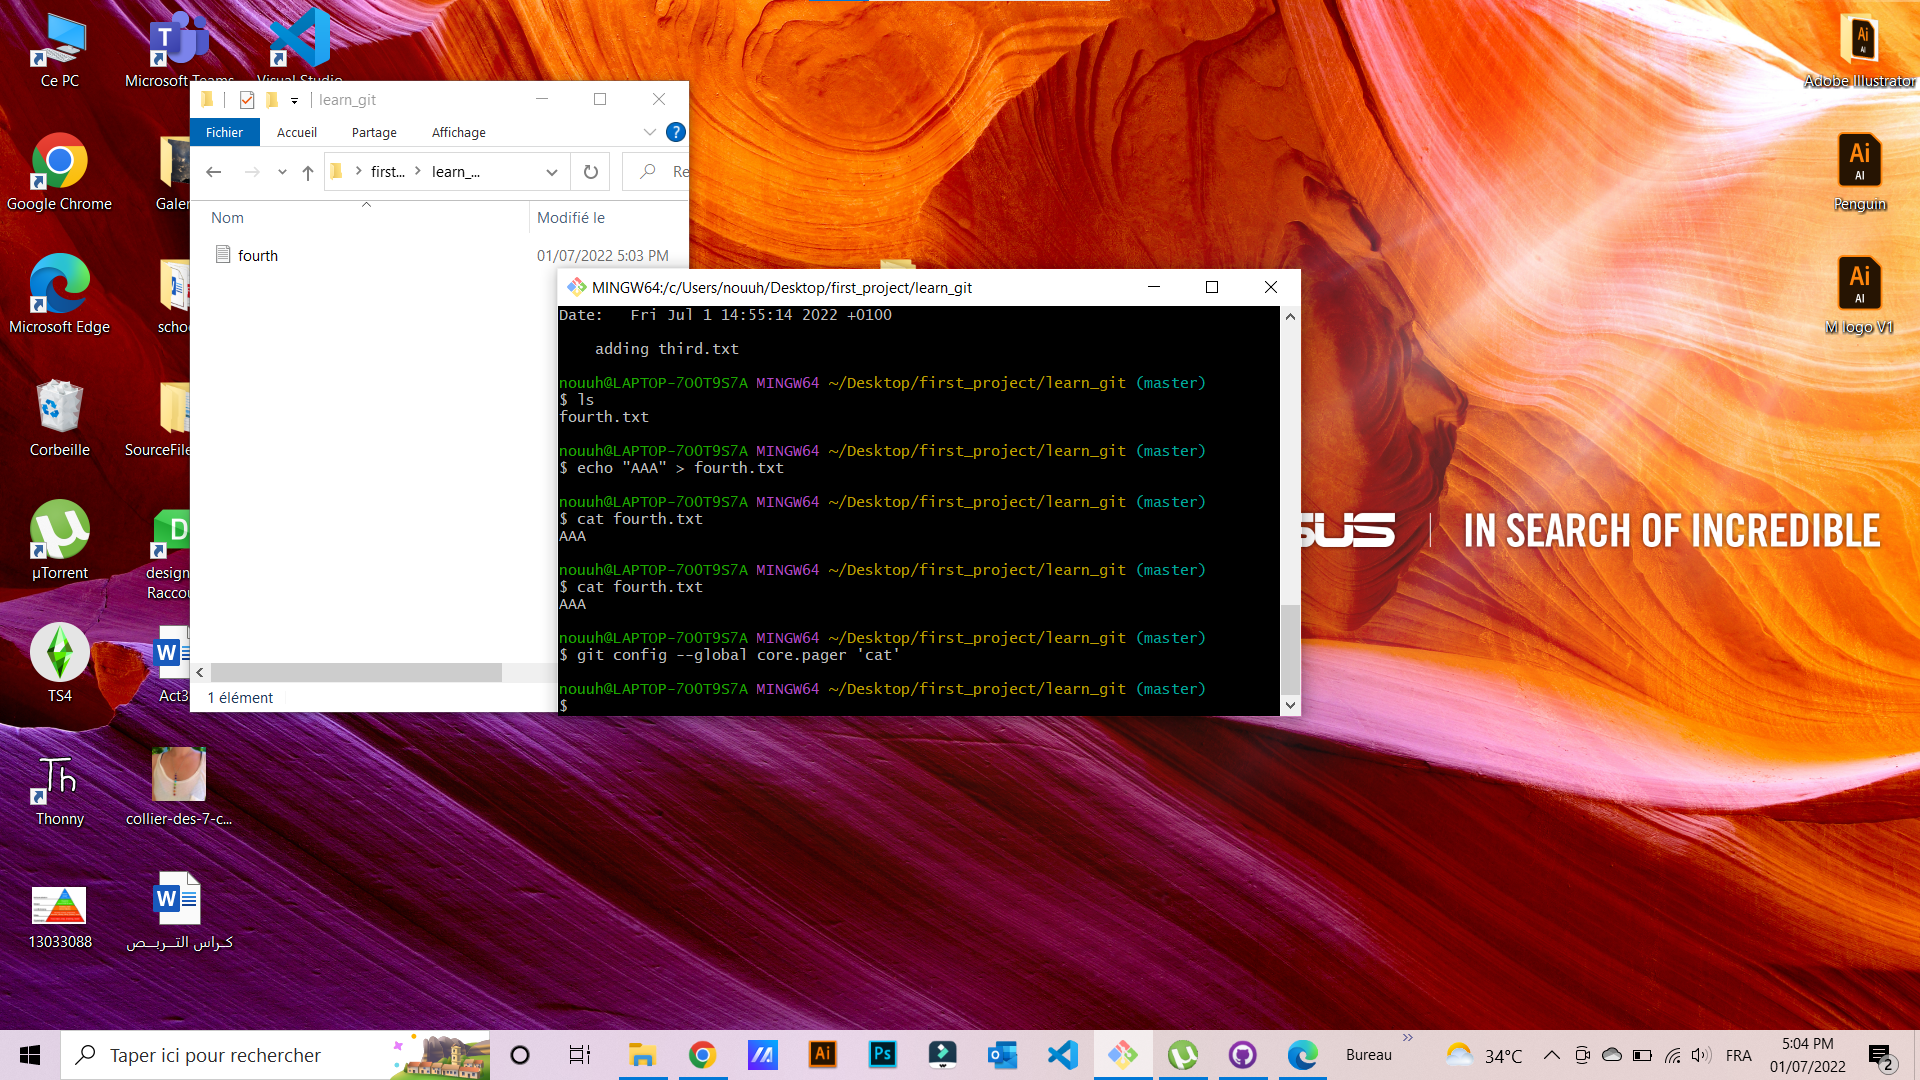 Ce PC
Microsoft Teams
Visual Studio
Google Chrome
Galer
Microsoft Edge
scho
Corbeille
SourceFile
µTorrent
design
Raccou
TS4
Act3
Thonny
collier-des-7-c...
13033088
كــراس التــــربــــص
Adobe Illustrator
Ai
AI
Penguin
Ai
AI
M logo V1
learn_git
Fichier
Accueil
Partage
Affichage
first...
learn_...
Re
Nom
Modifié le
fourth
01/07/2022 5:03 PM
1 élément
MINGW64:/c/Users/nouuh/Desktop/first_project/learn_git
Date:   Fri Jul 1 14:55:14 2022 +0100
adding third.txt
nouuh@LAPTOP-7OOT9S7A MINGW64 ~/Desktop/first_project/learn_git (master)
$ ls
fourth.txt
nouuh@LAPTOP-7OOT9S7A MINGW64 ~/Desktop/first_project/learn_git (master)
$ echo "AAA" > fourth.txt
nouuh@LAPTOP-7OOT9S7A MINGW64 ~/Desktop/first_project/learn_git (master)
$ cat fourth.txt
AAA
nouuh@LAPTOP-7OOT9S7A MINGW64 ~/Desktop/first_project/learn_git (master)
$ cat fourth.txt
AAA
nouuh@LAPTOP-7OOT9S7A MINGW64 ~/Desktop/first_project/learn_git (master)
$ git config --global core.pager 'cat'
nouuh@LAPTOP-7OOT9S7A MINGW64 ~/Desktop/first_project/learn_git (master)
$
SUS
IN SEARCH OF INCREDIBLE
Taper ici pour rechercher
Bureau
34°C
FRA
5:04 PM
01/07/2022
2